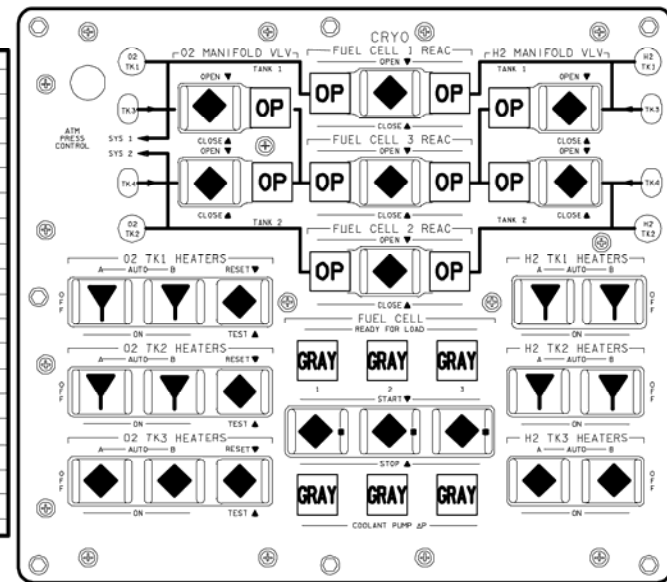 CRYO
O2 MANIFOLD VLV
FUEL CELL 1 REAC
H2 MANIFOLD VLV
O2 TK1
OPEN ▼
TANK 1
OPEN ▼
TANK 1
OPEN ▼
H2 TK1
OP
OP
OP
TK3
TK3
CLOSE ▲
ATM PRESS CONTROL
SYS 1
CLOSE ▲
FUEL CELL 3 REAC
CLOSE ▲
SYS 2
OPEN ▼
OPEN ▼
OPEN ▼
TK4
OP
OP
OP
TK4
CLOSE ▲
CLOSE ▲
CLOSE ▲
O2 TK2
TANK 2
FUEL CELL 2 REAC
TANK 2
H2 TK2
OPEN ▼
OP
OP
CLOSE ▲
O2 TK1 HEATERS
A AUTO B RESET ▼
OFF
ON TEST ▲
H2 TK1 HEATERS
A AUTO B
OFF
ON
FUEL CELL
READY FOR LOAD
GRAY GRAY GRAY
1 2 3
START ▼
STOP ▲
GRAY GRAY GRAY
COOLANT PUMP ΔP
O2 TK2 HEATERS
A AUTO B RESET ▼
OFF
ON TEST ▲
H2 TK2 HEATERS
A AUTO B
OFF
ON
O2 TK3 HEATERS
A AUTO B RESET ▼
OFF
ON TEST ▲
H2 TK3 HEATERS
A AUTO B
OFF
ON